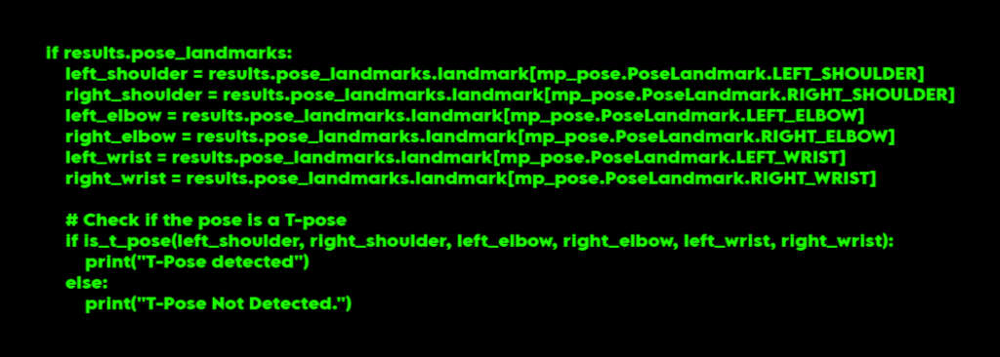 if results.pose_landmarks:
    left_shoulder = results.pose_landmarks.landmark[mp_pose.PoseLandmark.LEFT_SHOULDER]
    right_shoulder = results.pose_landmarks.landmark[mp_pose.PoseLandmark.RIGHT_SHOULDER]
    left_elbow = results.pose_landmarks.landmark[mp_pose.PoseLandmark.LEFT_ELBOW]
    right_elbow = results.pose_landmarks.landmark[mp_pose.PoseLandmark.RIGHT_ELBOW]
    left_wrist = results.pose_landmarks.landmark[mp_pose.PoseLandmark.LEFT_WRIST]
    right_wrist = results.pose_landmarks.landmark[mp_pose.PoseLandmark.RIGHT_WRIST]

    # Check if the pose is a T-pose
    if is_t_pose(left_shoulder, right_shoulder, left_elbow, right_elbow, left_wrist, right_wrist):
        print("T-Pose detected")
    else:
        print("T-Pose Not Detected.")